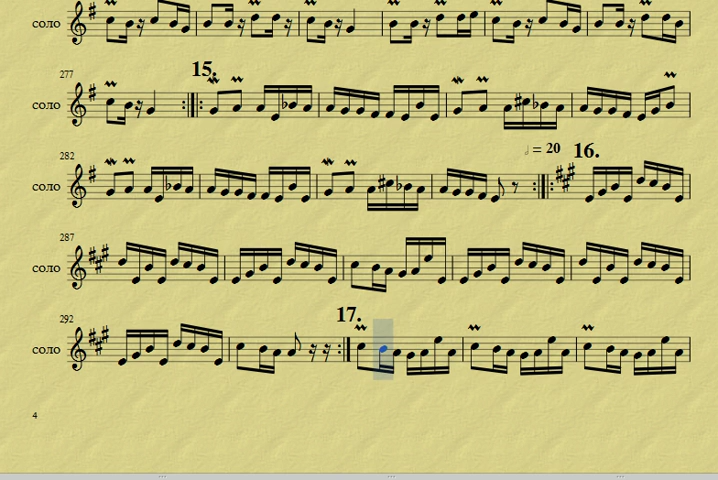 соло
15.
277
соло
𝅗𝅥 = 20 16.
282
соло
287
соло
17.
292
соло
4